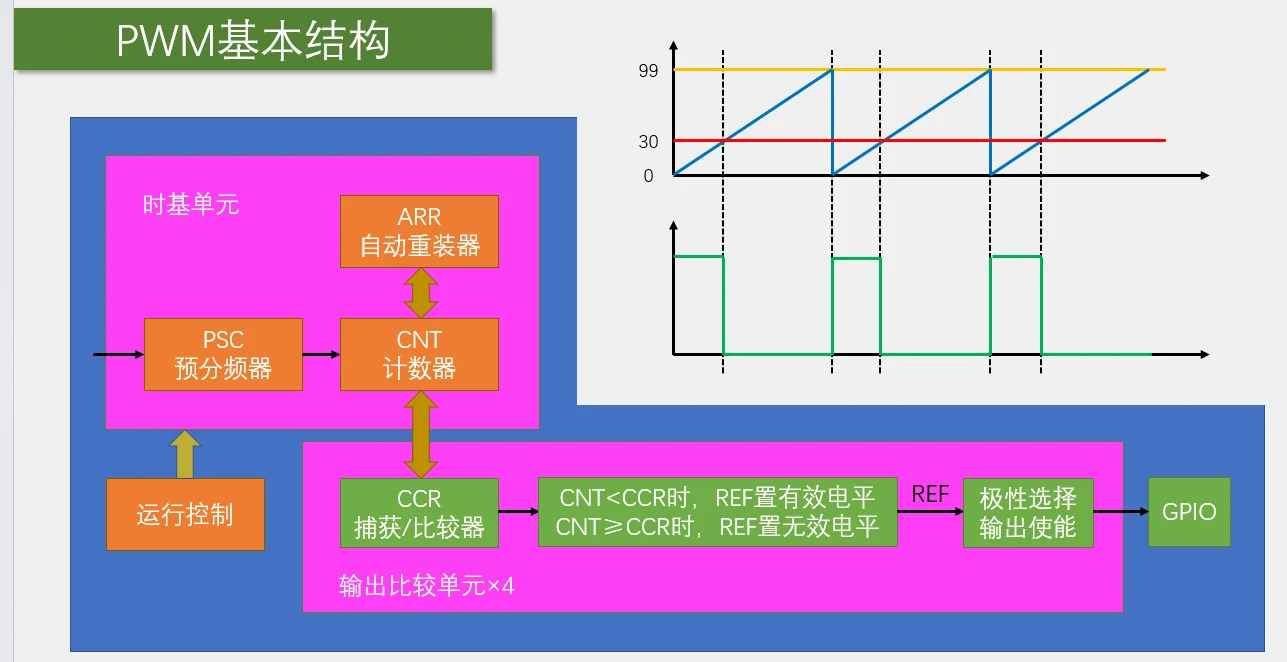 PWM基本结构
99
30
0
时基单元
ARR
自动重装器
PSC
预分频器
CNT
计数器
运行控制
CCR
捕获/比较器
CNT<CCR时，REF置有效电平
CNT≥CCR时，REF置无效电平
REF
极性选择
输出使能
GPIO
输出比较单元×4